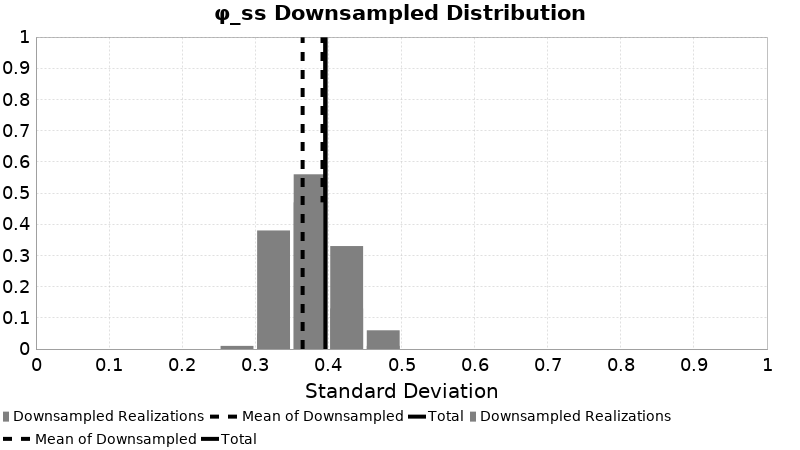 φ_ss Downsampled Distribution
1
0.9
0.8
0.7
0.6
0.5
0.4
0.3
0.2
0.1
0
0 0.1 0.2 0.3 0.4 0.5 0.6 0.7 0.8 0.9 1
Standard Deviation
Downsampled Realizations Mean of Downsampled Total Downsampled Realizations
Mean of Downsampled Total